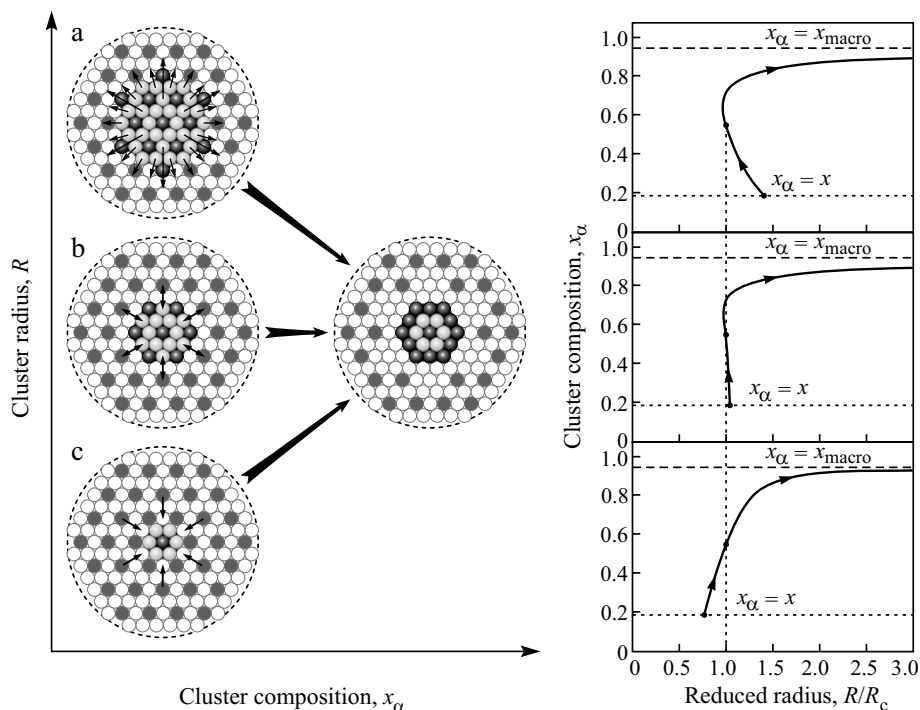 a
b
c
Cluster radius, R
Cluster composition, xα
1.0
0.8
0.6
0.4
0.2
0
xα = xmacro
xα = x
1.0
0.8
0.6
0.4
0.2
0
xα = xmacro
xα = x
1.0
0.8
0.6
0.4
0.2
0
xα = xmacro
xα = x
Cluster composition, xα
0 0.5 1.0 1.5 2.0 2.5 3.0
Reduced radius, R/Rc